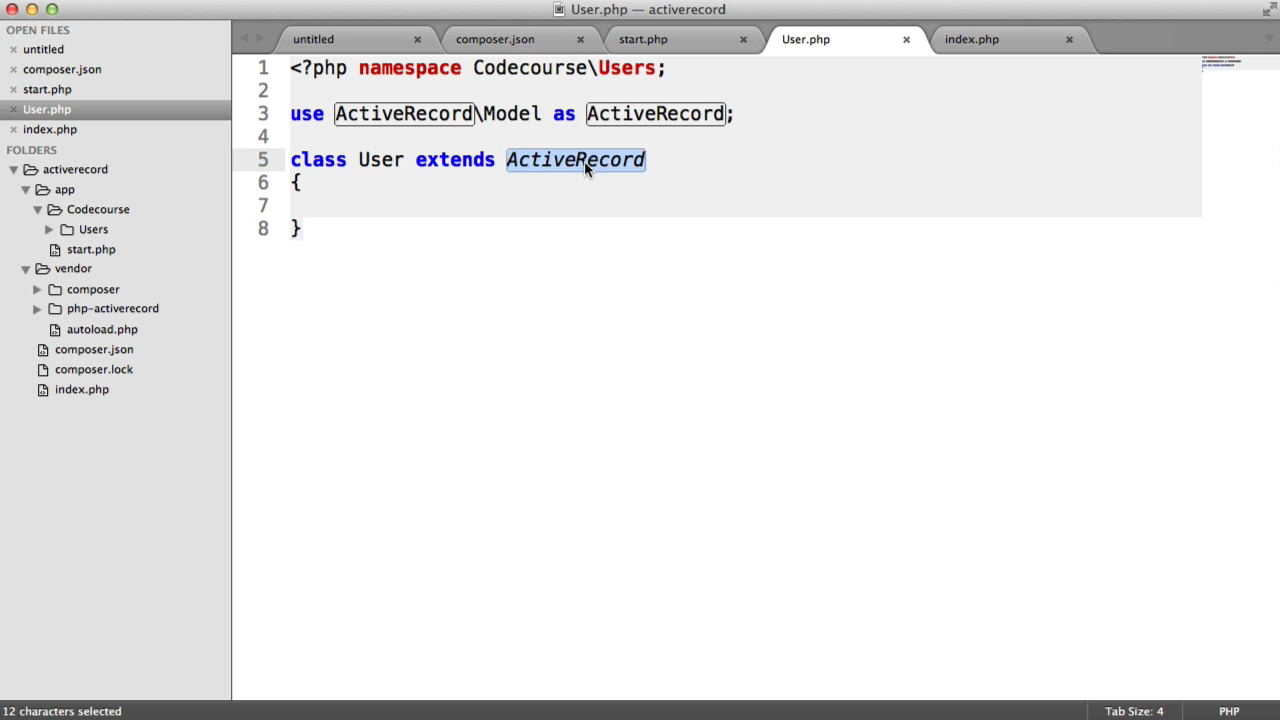 User.php — activerecord
OPEN FILES
untitled
composer.json
start.php
User.php
index.php
FOLDERS
activerecord
app
Codecourse
Users
start.php
vendor
composer
php-activerecord
autoload.php
composer.json
composer.lock
index.php
untitled composer.json start.php User.php index.php
1 <?php namespace Codecourse\Users;
2
3 use ActiveRecord\Model as ActiveRecord;
4
5 class User extends ActiveRecord
6 {
7
8 }
12 characters selected Tab Size: 4 PHP